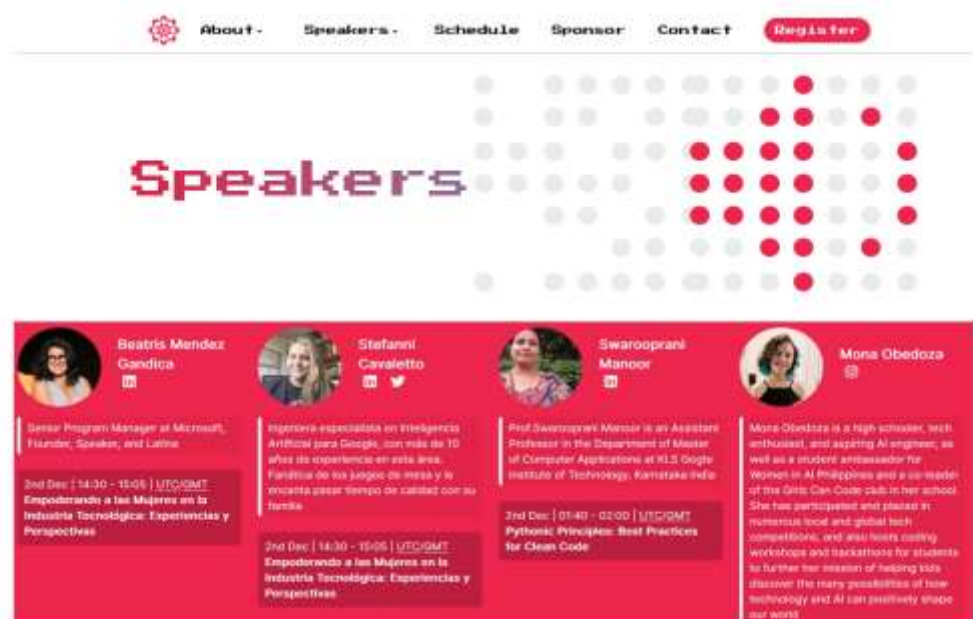 About
Speakers
Schedule
Sponsor
Contact
Register
Speakers
Beatris Mendez
Gandica
Senior Program Manager at Microsoft,
Founder, Speaker, and Latina
2nd Dec | 14:30 - 15:05 | UTC/GMT
Empoderando a las Mujeres en la
Industria Tecnológica: Experiencias y
Perspectivas
Stefanni
Cavaletto
Ingeniera especialista en Inteligencia
Artificial para Google, con más de 10
años de experiencia en esta área.
Fanática de los juegos de mesa y le
encanta pasar tiempo de calidad con su
familia
2nd Dec | 14:30 - 15:05 | UTC/GMT
Empoderando a las Mujeres en la
Industria Tecnológica: Experiencias y
Perspectivas
Swarooprani
Manoor
Prof Swarooprani Manoor is an Assistant
Professor in the Department of Master
of Computer Applications at KLS Gogte
Institute of Technology, Karnataka India
2nd Dec | 01:40 - 02:00 | UTC/GMT
Pythonic Principles: Best Practices
for Clean Code
Mona Obedoza
Mona Obedoza is a high schooler, tech
enthusiast, and aspiring AI engineer, as
well as a student ambassador for
Women in AI Philippines and a co-leader
of the Girls Can Code club in her school.
She has participated and placed in
numerous local and global tech
competitions, and also hosts coding
workshops and hackathons for students
to further her mission of helping kids
discover the many possibilities of how
technology and AI can positively shape
our world